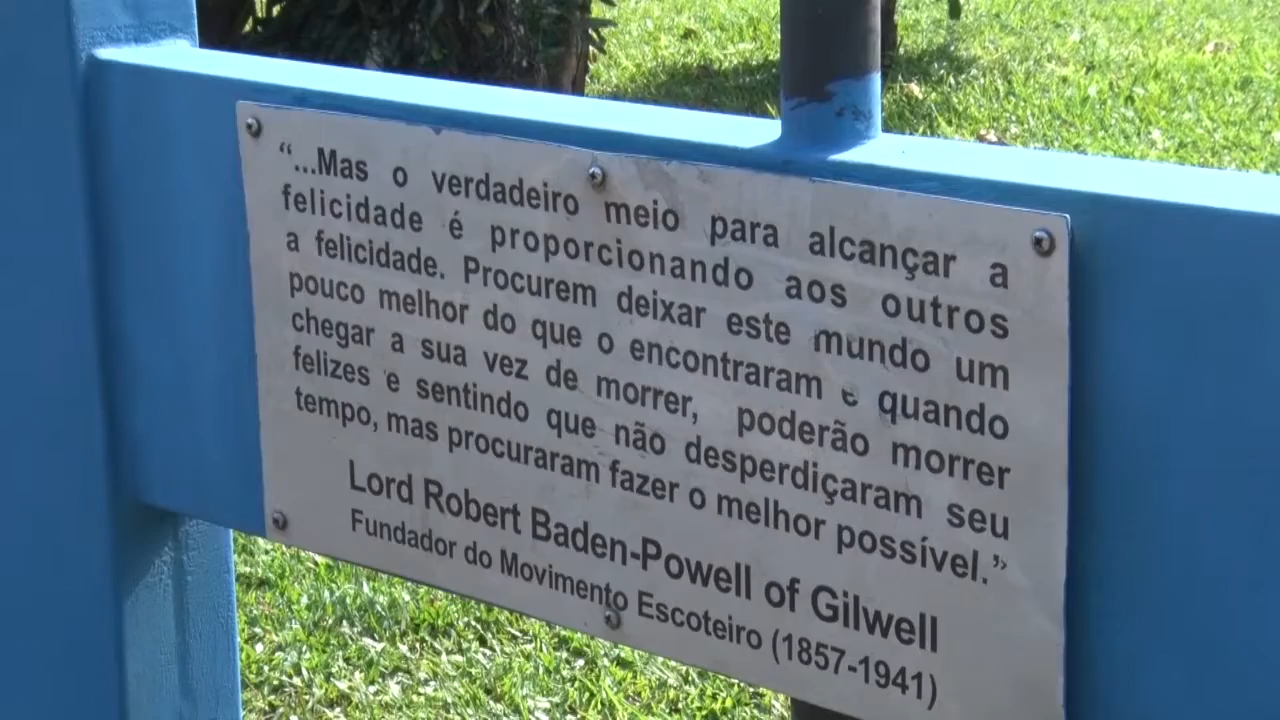 “...Mas o verdadeiro meio para alcançar a
felicidade é proporcionando aos outros
a felicidade. Procurem deixar este mundo um
pouco melhor do que o encontraram e quando
chegar a sua vez de morrer, poderão morrer
felizes e sentindo que não desperdiçaram seu
tempo, mas procuraram fazer o melhor possível.”
Lord Robert Baden-Powell of Gilwell
Fundador do Movimento Escoteiro (1857-1941)